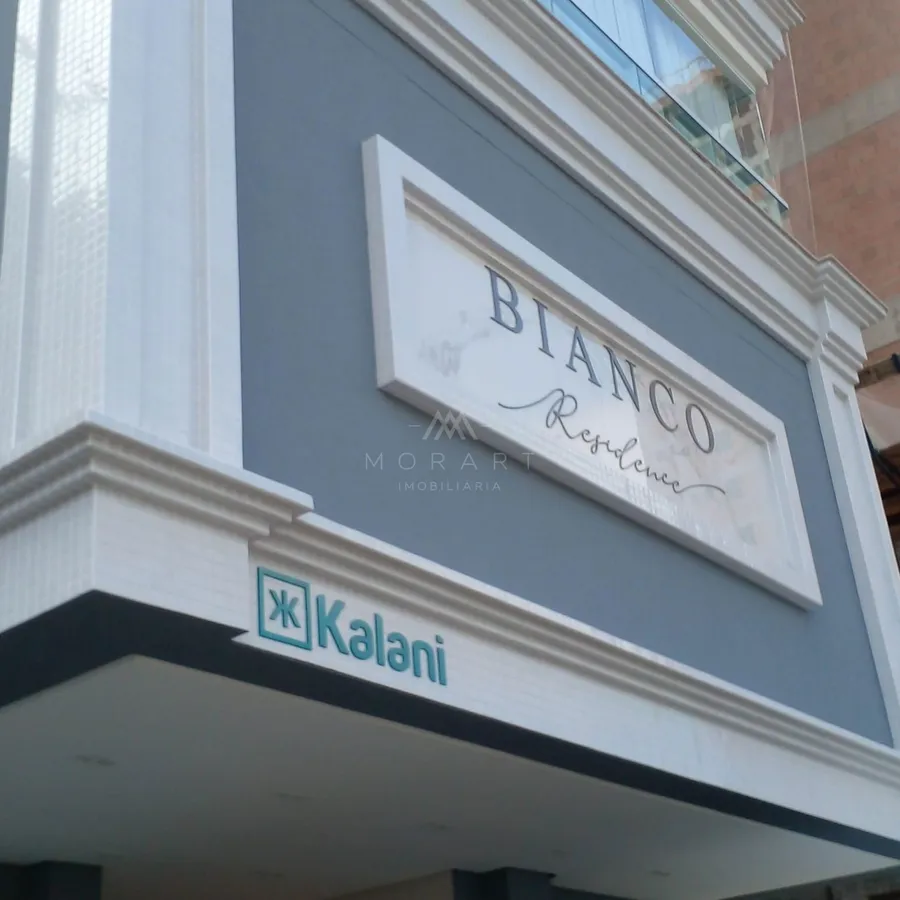 BIANCO
Residence
MORART
IMOBILIARIA
Kalani